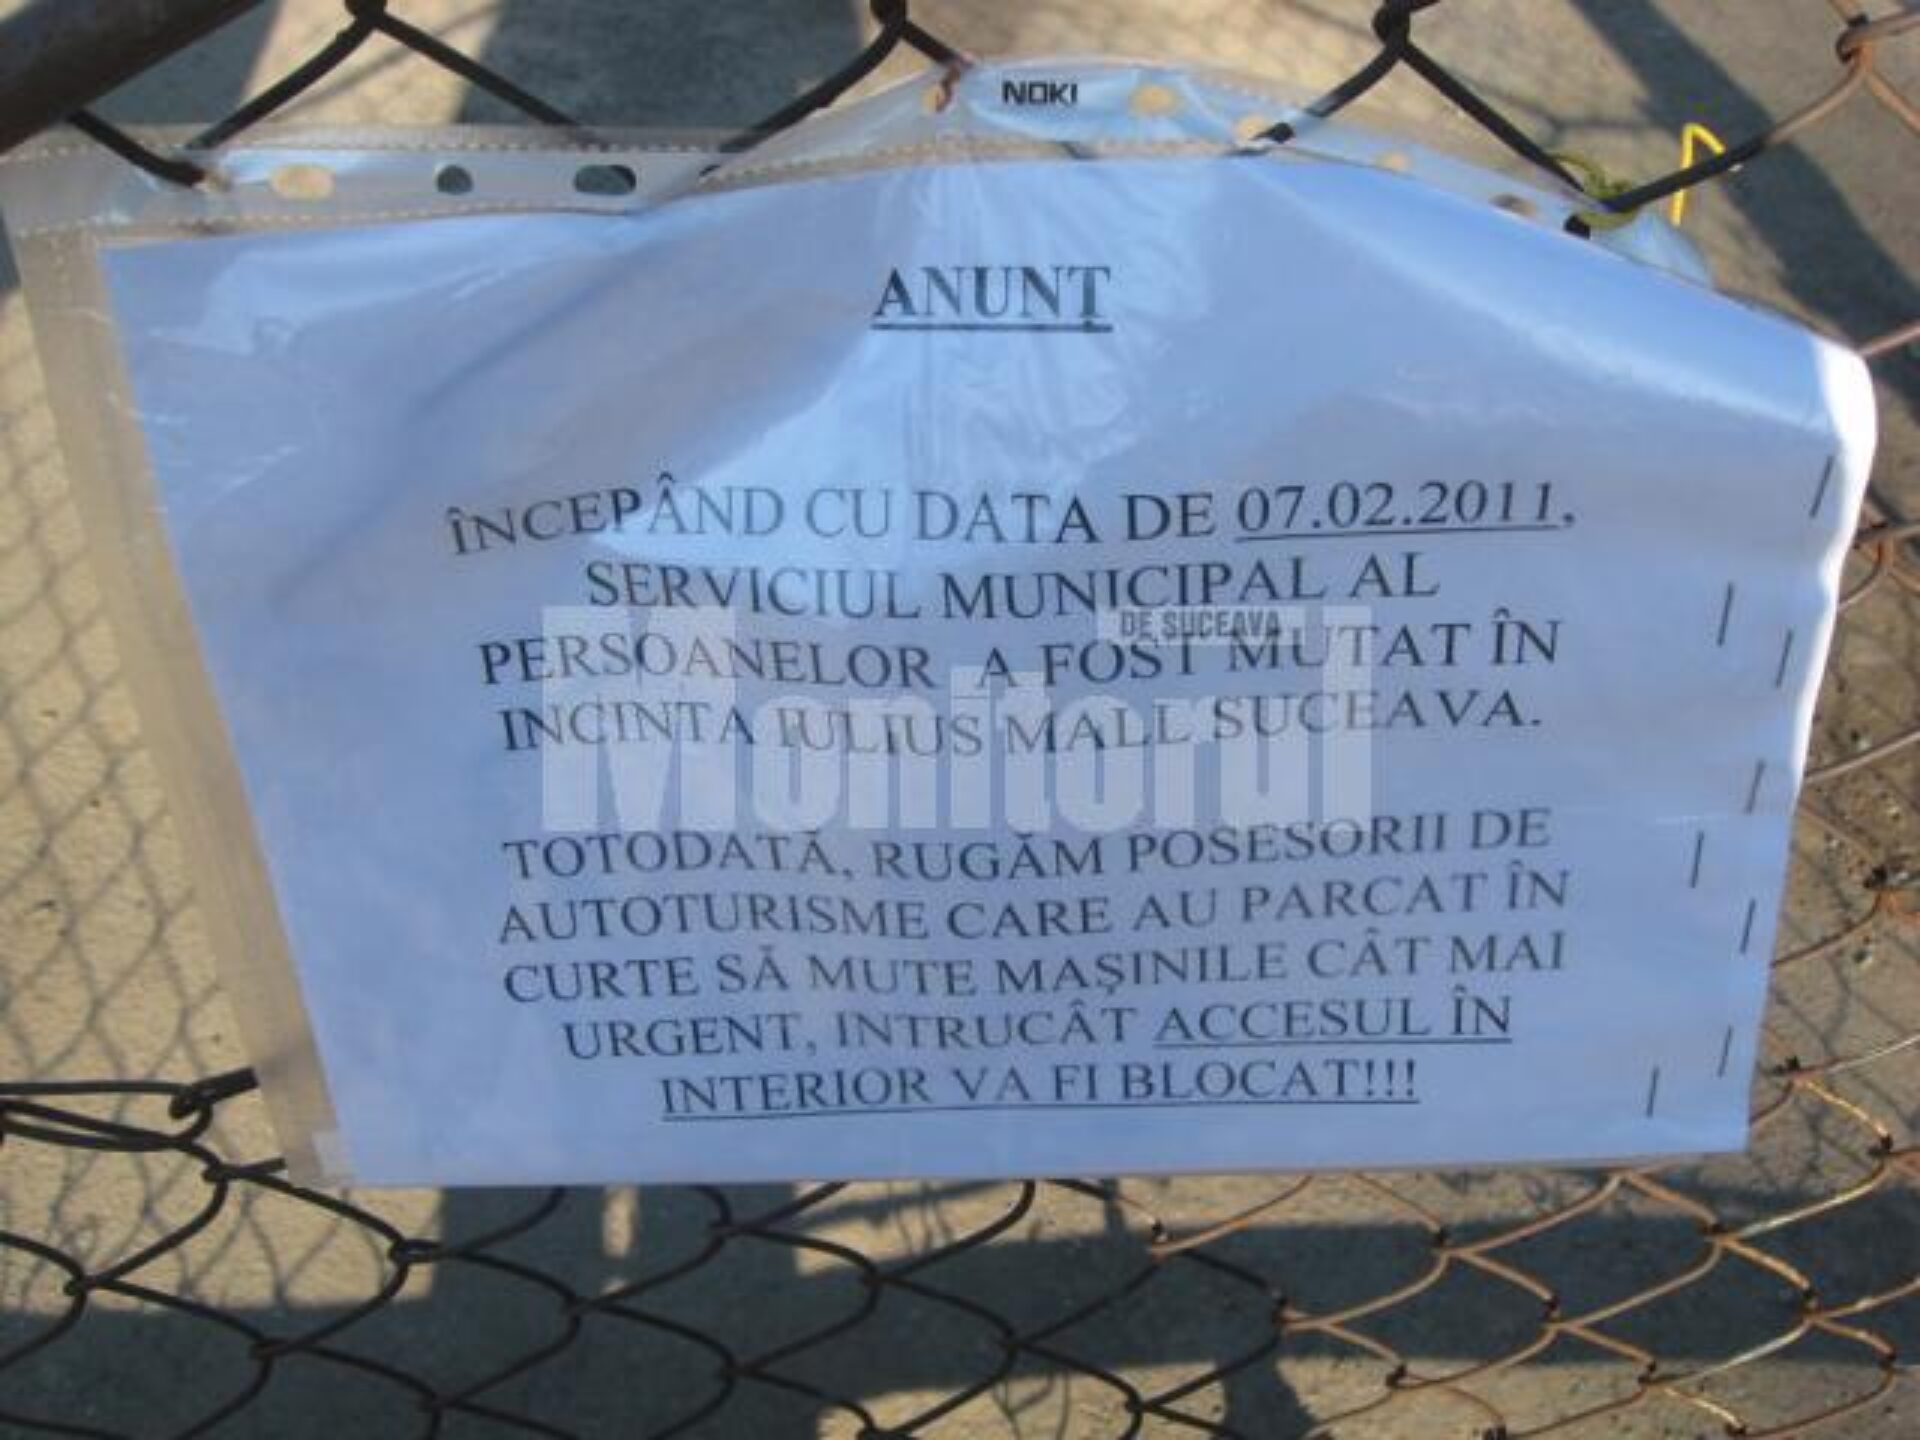 NOKI
ANUNŢ
ÎNCEPÂND CU DATA DE 07.02.2011,
SERVICIUL MUNICIPAL AL
PERSOANELOR A FOST MUTAT ÎN
INCINTA IULIUS MALL SUCEAVA.
TOTODATĂ, RUGĂM POSESORII DE
AUTOTURISME CARE AU PARCAT ÎN
CURTE SĂ MUTE MAŞINILE CÂT MAI
URGENT, INTRUCÂT ACCESUL ÎN
INTERIOR VA FI BLOCAT!!!
Monitorul
DE SUCEAVA